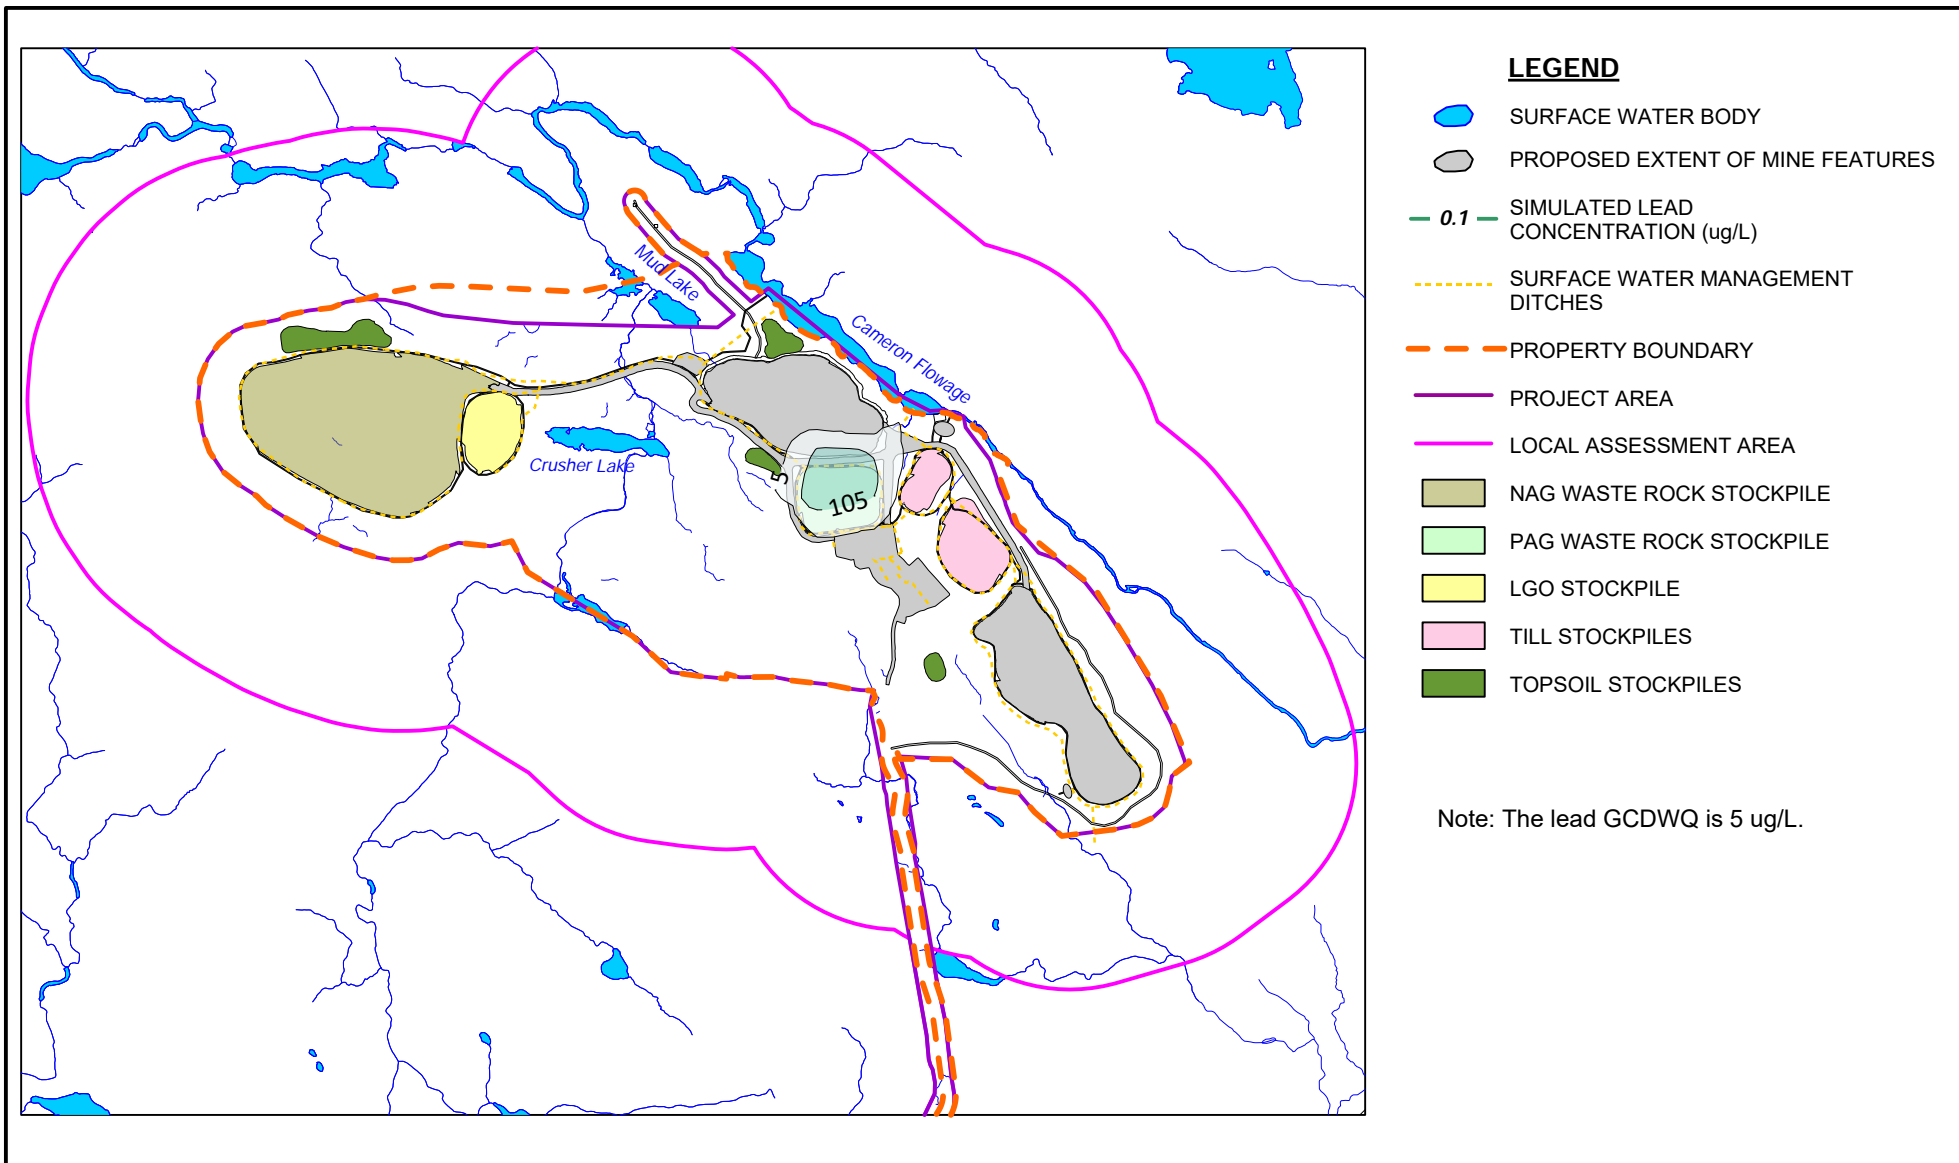 LEGEND
SURFACE WATER BODY
PROPOSED EXTENT OF MINE FEATURES
0.1
SIMULATED LEAD
CONCENTRATION (ug/L)
SURFACE WATER MANAGEMENT
DITCHES
PROPERTY BOUNDARY
PROJECT AREA
LOCAL ASSESSMENT AREA
NAG WASTE ROCK STOCKPILE
PAG WASTE ROCK STOCKPILE
LGO STOCKPILE
TILL STOCKPILES
TOPSOIL STOCKPILES
Note: The lead GCDWQ is 5 ug/L.
Mud Lake
Cameron Flowage
Crusher Lake
5
105